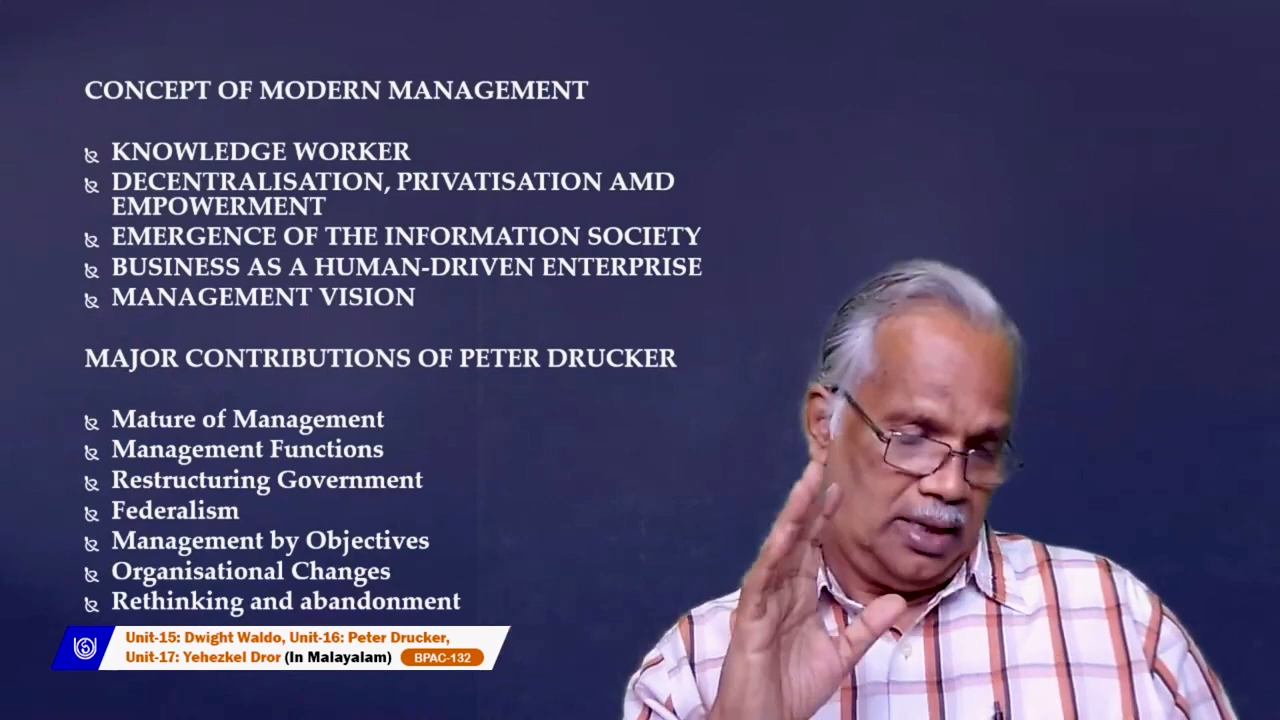 CONCEPT OF MODERN MANAGEMENT
KNOWLEDGE WORKER
DECENTRALISATION, PRIVATISATION AMD
EMPOWERMENT
EMERGENCE OF THE INFORMATION SOCIETY
BUSINESS AS A HUMAN-DRIVEN ENTERPRISE
MANAGEMENT VISION
MAJOR CONTRIBUTIONS OF PETER DRUCKER
Mature of Management
Management Functions
Restructuring Government
Federalism
Management by Objectives
Organisational Changes
Rethinking and abandonment
Unit-15: Dwight Waldo, Unit-16: Peter Drucker,
Unit-17: Yehezkel Dror (In Malayalam) BPAC-132